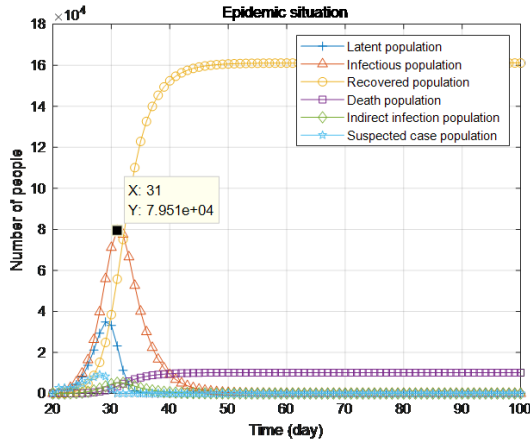 Epidemic situation
×10⁴
18
16
14
12
10
8
6
4
2
0
Number of people
Latent population
Infectious population
Recovered population
Death population
Indirect infection population
Suspected case population
X: 31
Y: 7.951e+04
20 30 40 50 60 70 80 90 100
Time (day)